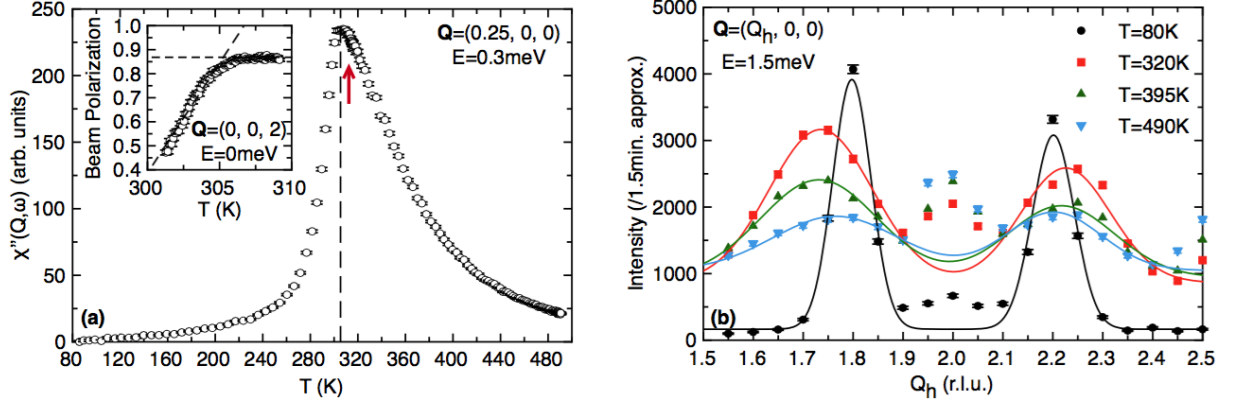 250
200
150
100
50
0
χ"(Q,ω) (arb. units)
80 120 160 200 240 280 320 360 400 440 480
T (K)
Q=(0.25, 0, 0)
E=0.3meV
(a)
1.0
0.9
0.8
0.7
0.6
0.5
0.4
Beam Polarization
Q=(0, 0, 2)
E=0meV
300 305 310
T (K)
5000
4000
3000
2000
1000
0
Intensity (/1.5min. approx.)
Q=(Qh, 0, 0)
E=1.5meV
T=80K
T=320K
T=395K
T=490K
(b)
1.5 1.6 1.7 1.8 1.9 2.0 2.1 2.2 2.3 2.4 2.5
Qh (r.l.u.)